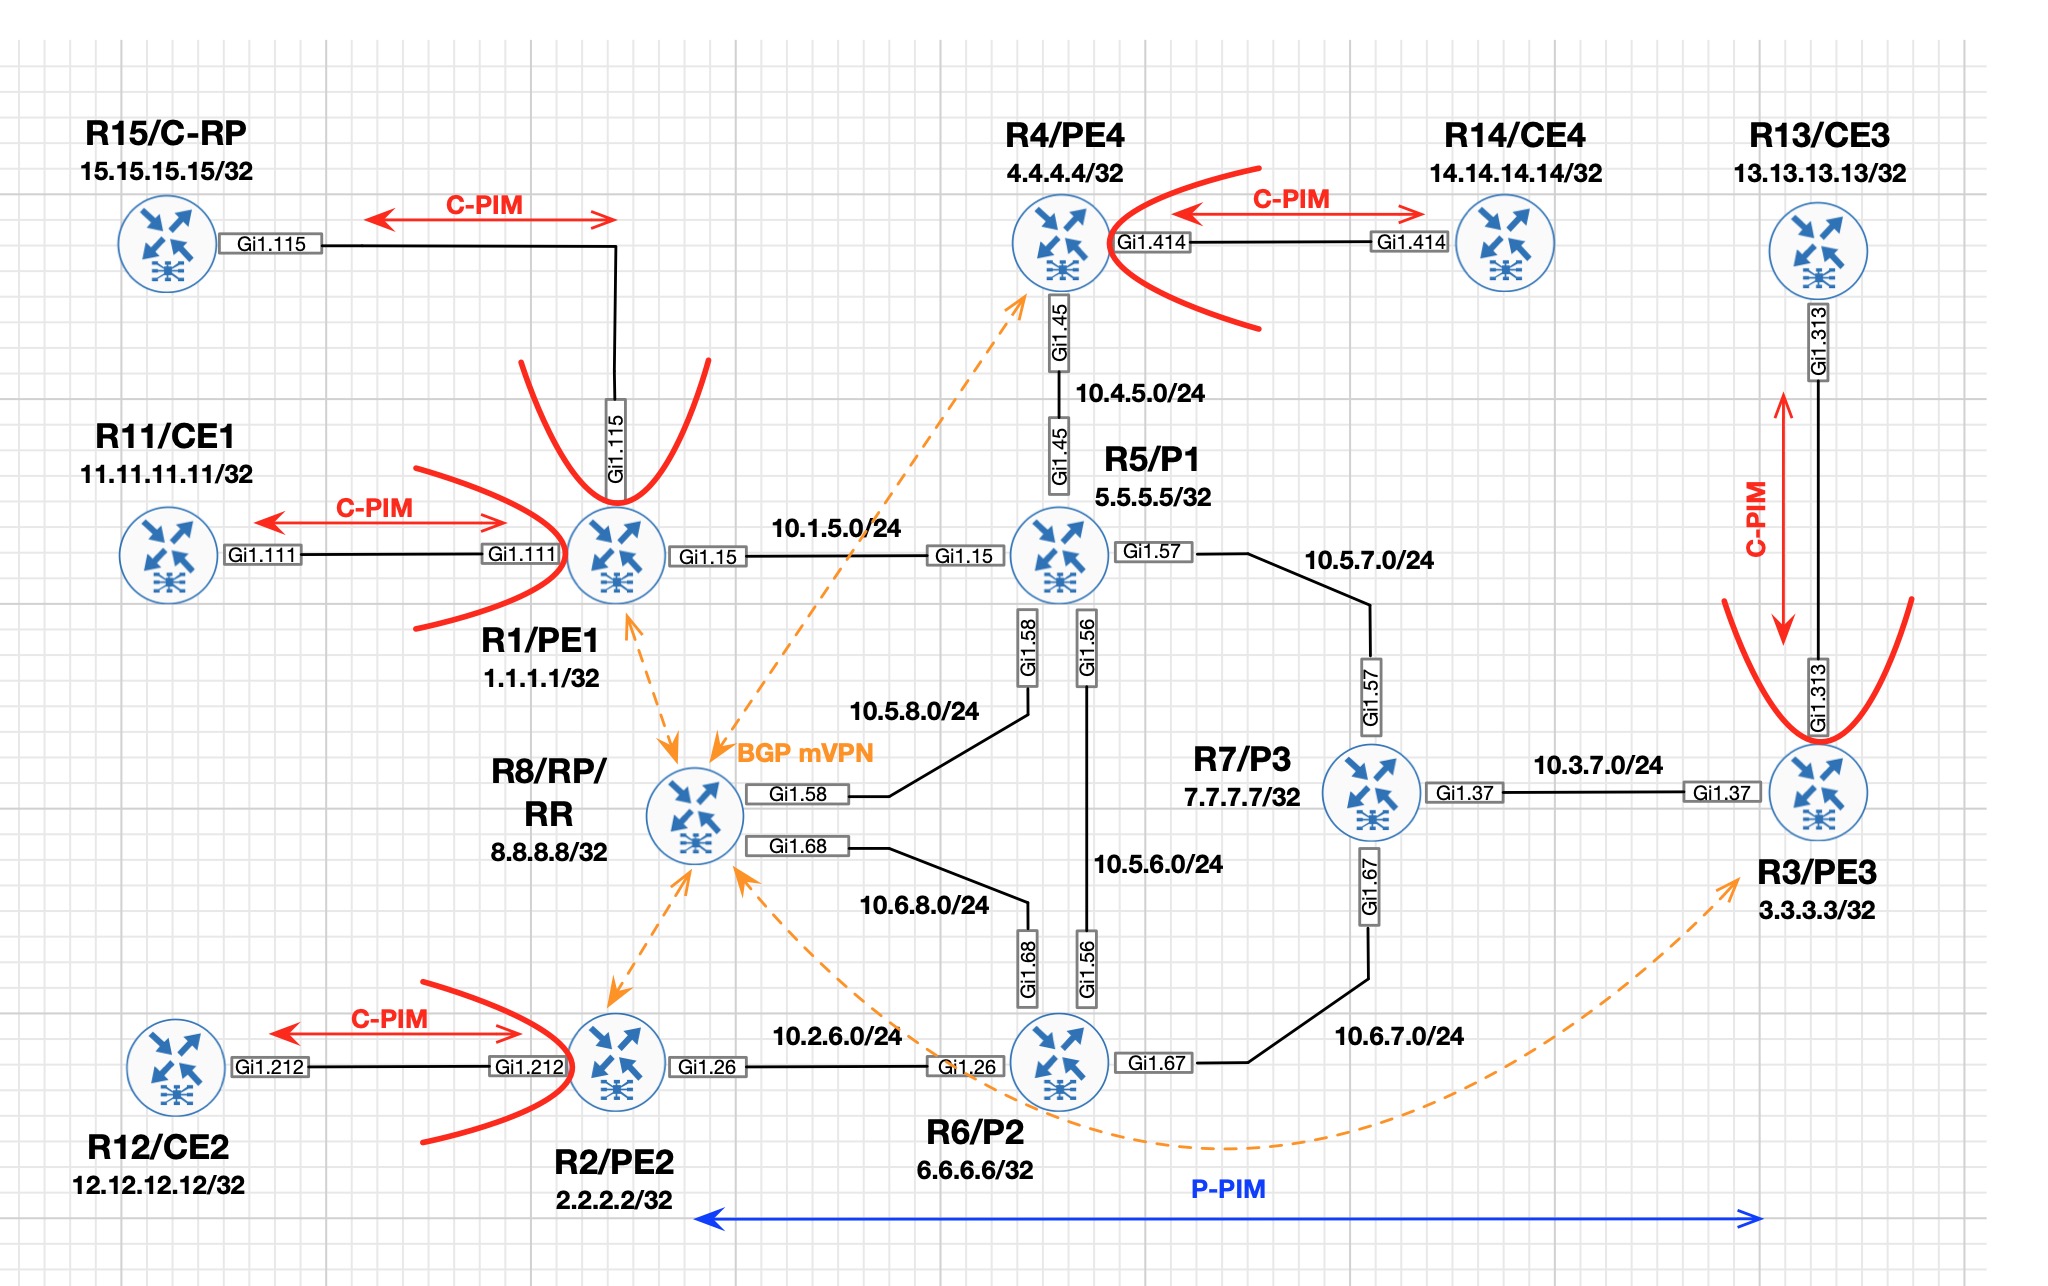 R15/C-RP
15.15.15.15/32
Gi1.115
C-PIM
Gi1.115
R4/PE4
4.4.4.4/32
C-PIM
Gi1.414
Gi1.414
R14/CE4
14.14.14.14/32
R13/CE3
13.13.13.13/32
Gi1.313
C-PIM
Gi1.313
Gi1.45
10.4.5.0/24
Gi1.45
R11/CE1
11.11.11.11/32
C-PIM
Gi1.111
Gi1.111
R1/PE1
1.1.1.1/32
Gi1.15
10.1.5.0/24
Gi1.15
R5/P1
5.5.5.5/32
Gi1.57
10.5.7.0/24
Gi1.57
Gi1.58
Gi1.56
10.5.8.0/24
BGP mVPN
R8/RP/
RR
8.8.8.8/32
Gi1.58
Gi1.68
10.6.8.0/24
10.5.6.0/24
Gi1.68
Gi1.56
R7/P3
7.7.7.7/32
Gi1.37
10.3.7.0/24
Gi1.37
Gi1.67
R3/PE3
3.3.3.3/32
10.6.7.0/24
C-PIM
Gi1.212
Gi1.212
R12/CE2
12.12.12.12/32
R2/PE2
2.2.2.2/32
Gi1.26
10.2.6.0/24
Gi1.26
Gi1.67
R6/P2
6.6.6.6/32
P-PIM